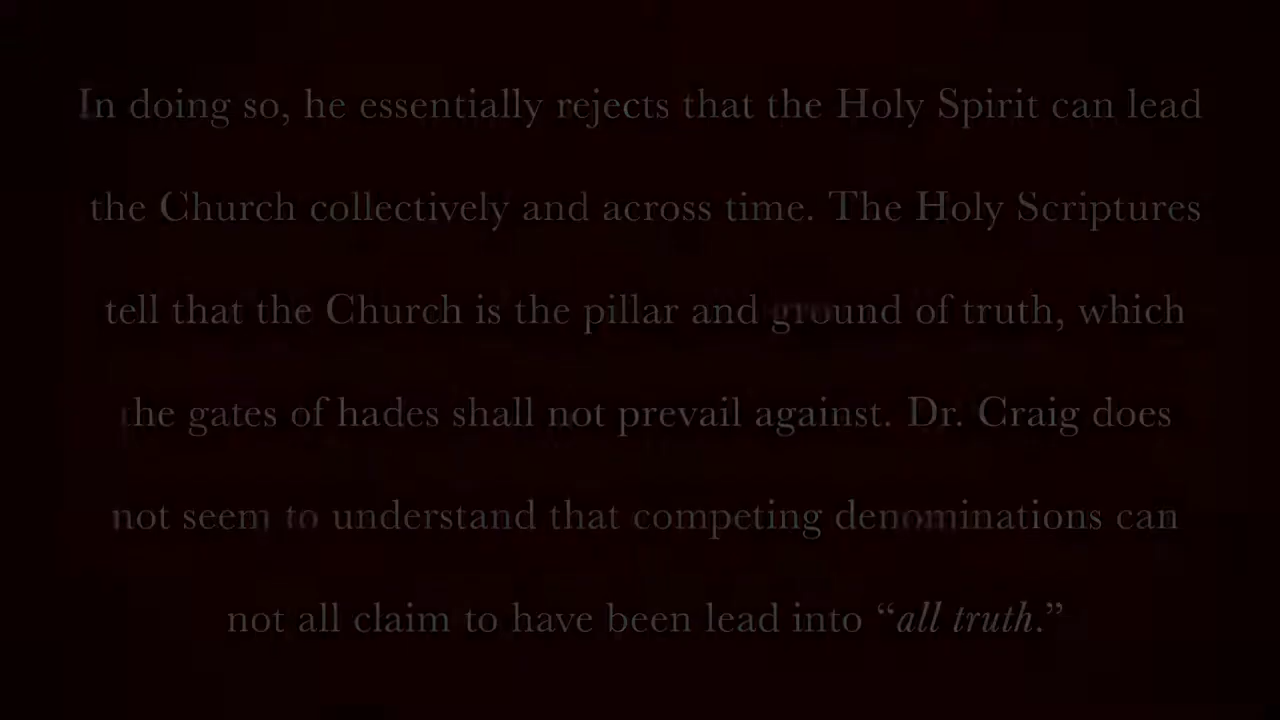 In doing so, he essentially rejects that the Holy Spirit can lead
the Church collectively and across time. The Holy Scriptures
tell that the Church is the pillar and ground of truth, which
the gates of hades shall not prevail against. Dr. Craig does
not seem to understand that competing denominations can
not all claim to have been lead into “all truth.”